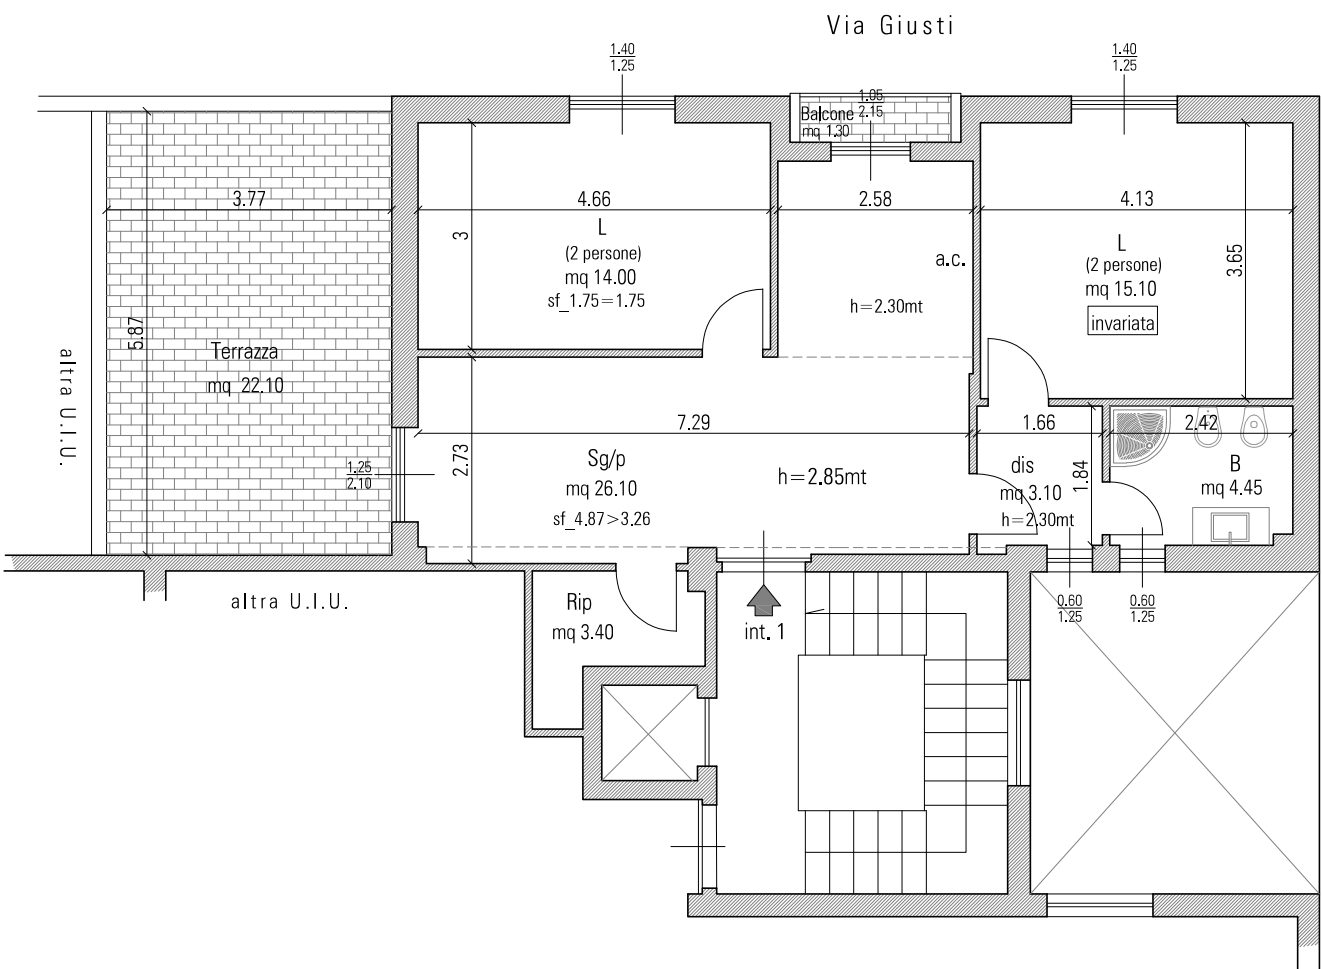 Via Giusti
1.40
1.25
1.40
1.25
1.05
2.15
Balcone
mq 1.30
3.77
4.66
2.58
4.13
3
L
(2 persone)
mq 14.00
sf_1.75=1.75
a.c.
h=2.30mt
L
(2 persone)
mq 15.10
invariata
3.65
5.87
Terrazza
mq 22.10
altra U.I.U.
7.29
1.66
2.42
2.73
1.25
2.10
Sg/p
mq 26.10
sf_4.87>3.26
h=2.85mt
dis
mq 3.10
h=2.30mt
1.84
B
mq 4.45
altra U.I.U.
Rip
mq 3.40
int. 1
0.60
1.25
0.60
1.25